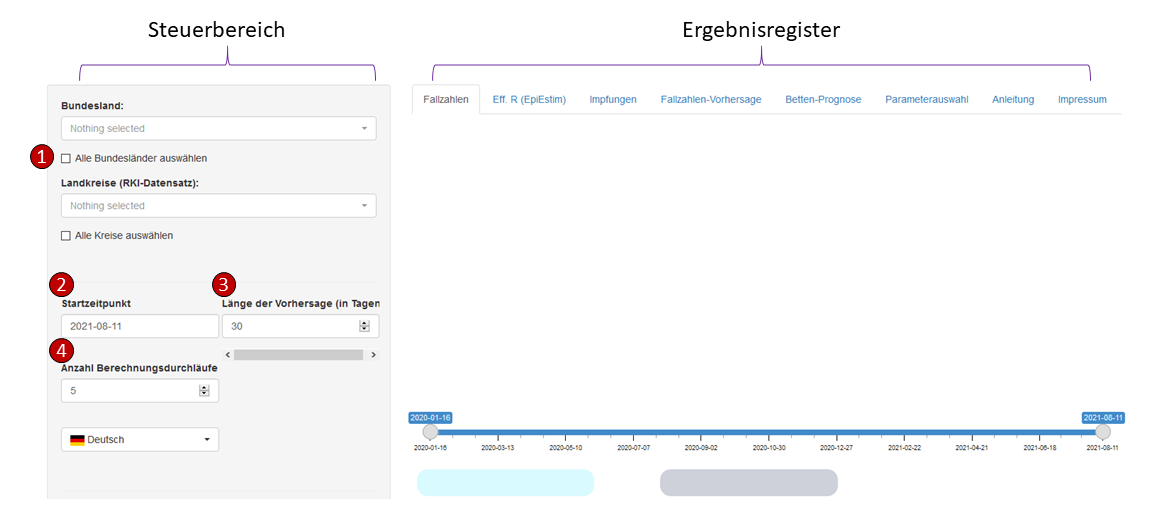 Steuerbereich
Ergebnisregister
Bundesland:
Nothing selected
1
Alle Bundesländer auswählen
Landkreise (RKI-Datensatz):
Nothing selected
Alle Kreise auswählen
2
Startzeitpunkt
2021-08-11
3
Länge der Vorhersage (in Tagen
30
4
Anzahl Berechnungsdurchläufe
5
Deutsch
Fallzahlen Eff. R (EpiEstim) Impfungen Fallzahlen-Vorhersage Betten-Prognose Parameterauswahl Anleitung Impressum
2020-01-16 2021-08-11
2020-01-16 2020-03-13 2020-05-10 2020-07-07 2020-09-02 2020-10-30 2020-12-27 2021-02-22 2021-04-21 2021-06-18 2021-08-11